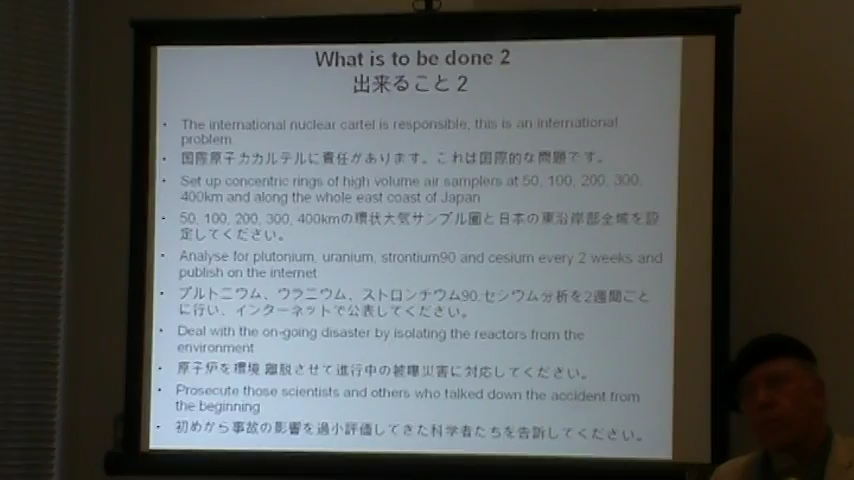 What is to be done 2
出来ること 2
• The international nuclear cartel is responsible, this is an international
problem
• 国際原子力カルテルに責任があります。これは国際的な問題です。
• Set up concentric rings of high volume air samplers at 50, 100, 200, 300,
400km and along the whole east coast of Japan
• 50, 100, 200, 300, 400kmの環状大気サンプル圏と日本の東沿岸部全域を設
定してください。
• Analyse for plutonium, uranium, strontium90 and cesium every 2 weeks and
publish on the internet
• プルトニウム、ウラニウム、ストロンチウム90,セシウム分析を2週間ごと
に行い、インターネットで公表してください。
• Deal with the on-going disaster by isolating the reactors from the
environment
• 原子炉を環境 離脱させて進行中の被曝災害に対応してください。
• Prosecute those scientists and others who talked down the accident from
the beginning
• 初めから事故の影響を過小評価してきた科学者たちを告訴してください。